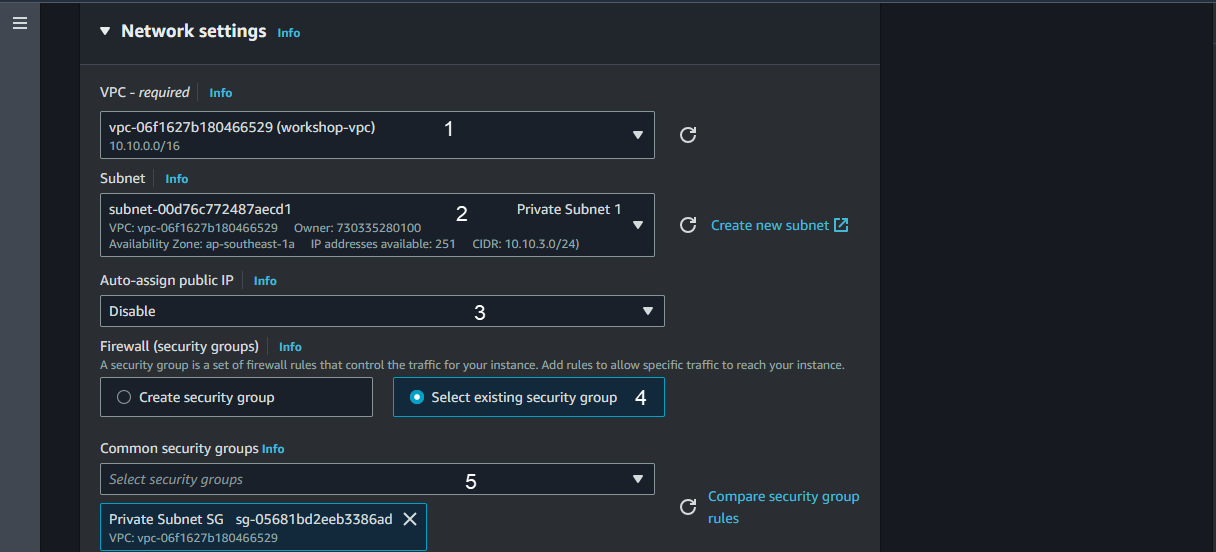 Network settings Info
VPC - required Info
vpc-06f1627b180466529 (workshop-vpc) 1
10.10.0.0/16
Subnet Info
subnet-00d76c772487aecd1 2 Private Subnet 1
VPC: vpc-06f1627b180466529 Owner: 730335280100
Availability Zone: ap-southeast-1a IP addresses available: 251 CIDR: 10.10.3.0/24)
Create new subnet
Auto-assign public IP Info
Disable 3
Firewall (security groups) Info
A security group is a set of firewall rules that control the traffic for your instance. Add rules to allow specific traffic to reach your instance.
Create security group
Select existing security group 4
Common security groups Info
Select security groups 5
Compare security group
rules
Private Subnet SG sg-05681bd2eeb3386ad
VPC: vpc-06f1627b180466529